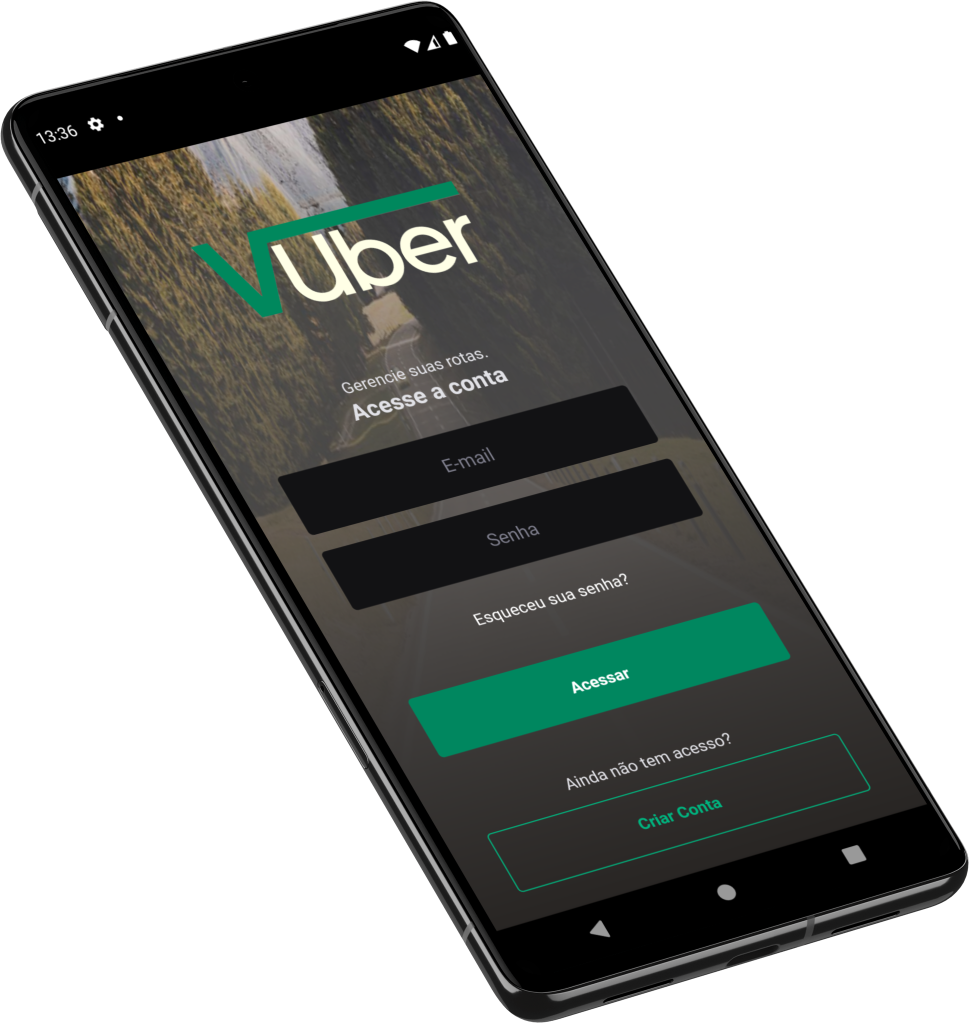 13:36
VUber
Gerencie suas rotas.
Acesse a conta
E-mail
Senha
Esqueceu sua senha?
Acessar
Ainda não tem acesso?
Criar Conta